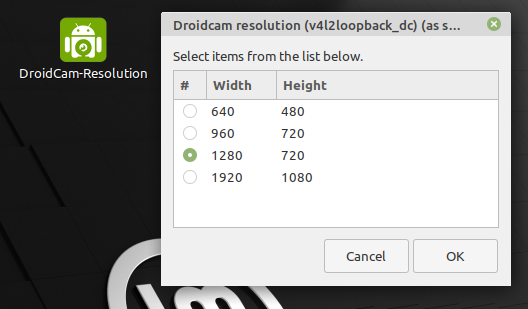 Droidcam resolution (v4l2loopback_dc) (as s...
DroidCam-Resolution
Select items from the list below.
# Width Height
640 480
960 720
1280 720
1920 1080
Cancel OK